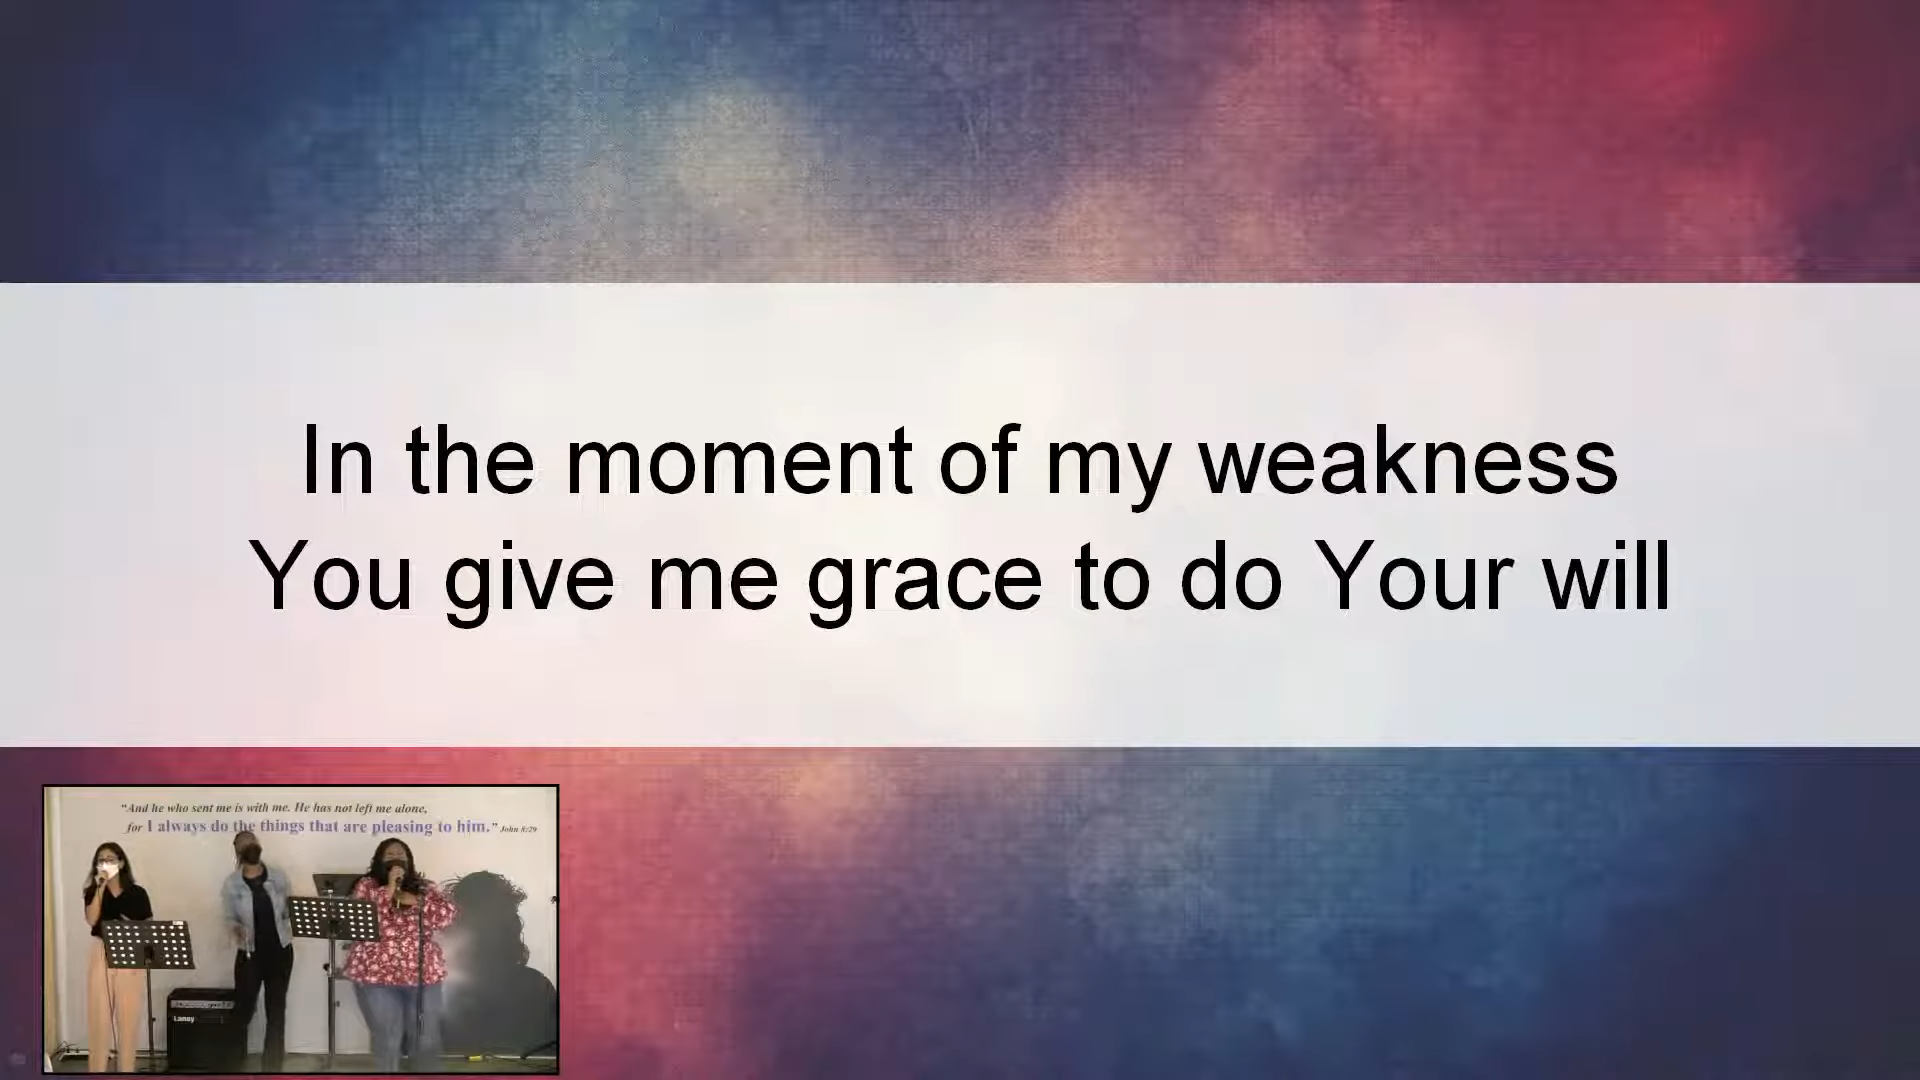 In the moment of my weakness
You give me grace to do Your will
"And he who sent me is with me. He has not left me alone,
for I always do the things that are pleasing to him." John 8:29
Laney